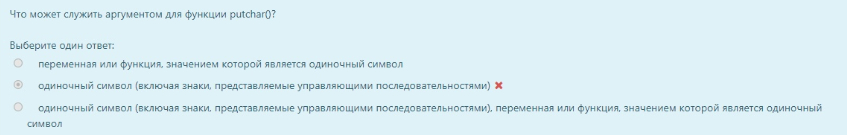 Что может служить аргументом для функции putchar()?
Выберите один ответ:
переменная или функция, значением которой является одиночный символ
одиночный символ (включая знаки, представляемые управляющими последовательностями)
одиночный символ (включая знаки, представляемые управляющими последовательностями), переменная или функция, значением которой является одиночный
символ